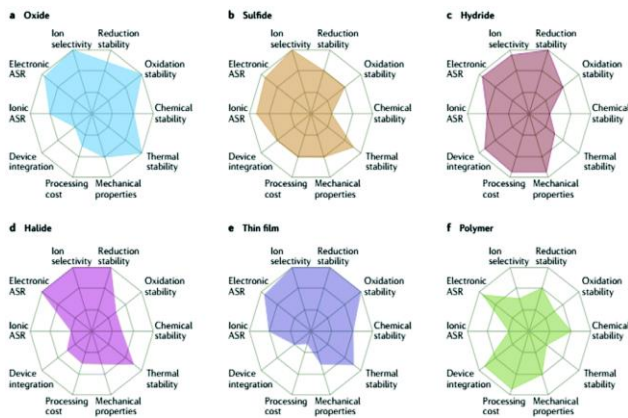 a Oxide
Ion
selectivity
Reduction
stability
Electronic
ASR
Oxidation
stability
Ionic
ASR
Chemical
stability
Device
integration
Thermal
stability
Processing
cost
Mechanical
properties
b Sulfide
Ion
selectivity
Reduction
stability
Electronic
ASR
Oxidation
stability
Ionic
ASR
Chemical
stability
Device
integration
Thermal
stability
Processing
cost
Mechanical
properties
c Hydride
Ion
selectivity
Reduction
stability
Electronic
ASR
Oxidation
stability
Ionic
ASR
Chemical
stability
Device
integration
Thermal
stability
Processing
cost
Mechanical
properties
d Halide
Ion
selectivity
Reduction
stability
Electronic
ASR
Oxidation
stability
Ionic
ASR
Chemical
stability
Device
integration
Thermal
stability
Processing
cost
Mechanical
properties
e Thin film
Ion
selectivity
Reduction
stability
Electronic
ASR
Oxidation
stability
Ionic
ASR
Chemical
stability
Device
integration
Thermal
stability
Processing
cost
Mechanical
properties
f Polymer
Ion
selectivity
Reduction
stability
Electronic
ASR
Oxidation
stability
Ionic
ASR
Chemical
stability
Device
integration
Thermal
stability
Processing
cost
Mechanical
properties